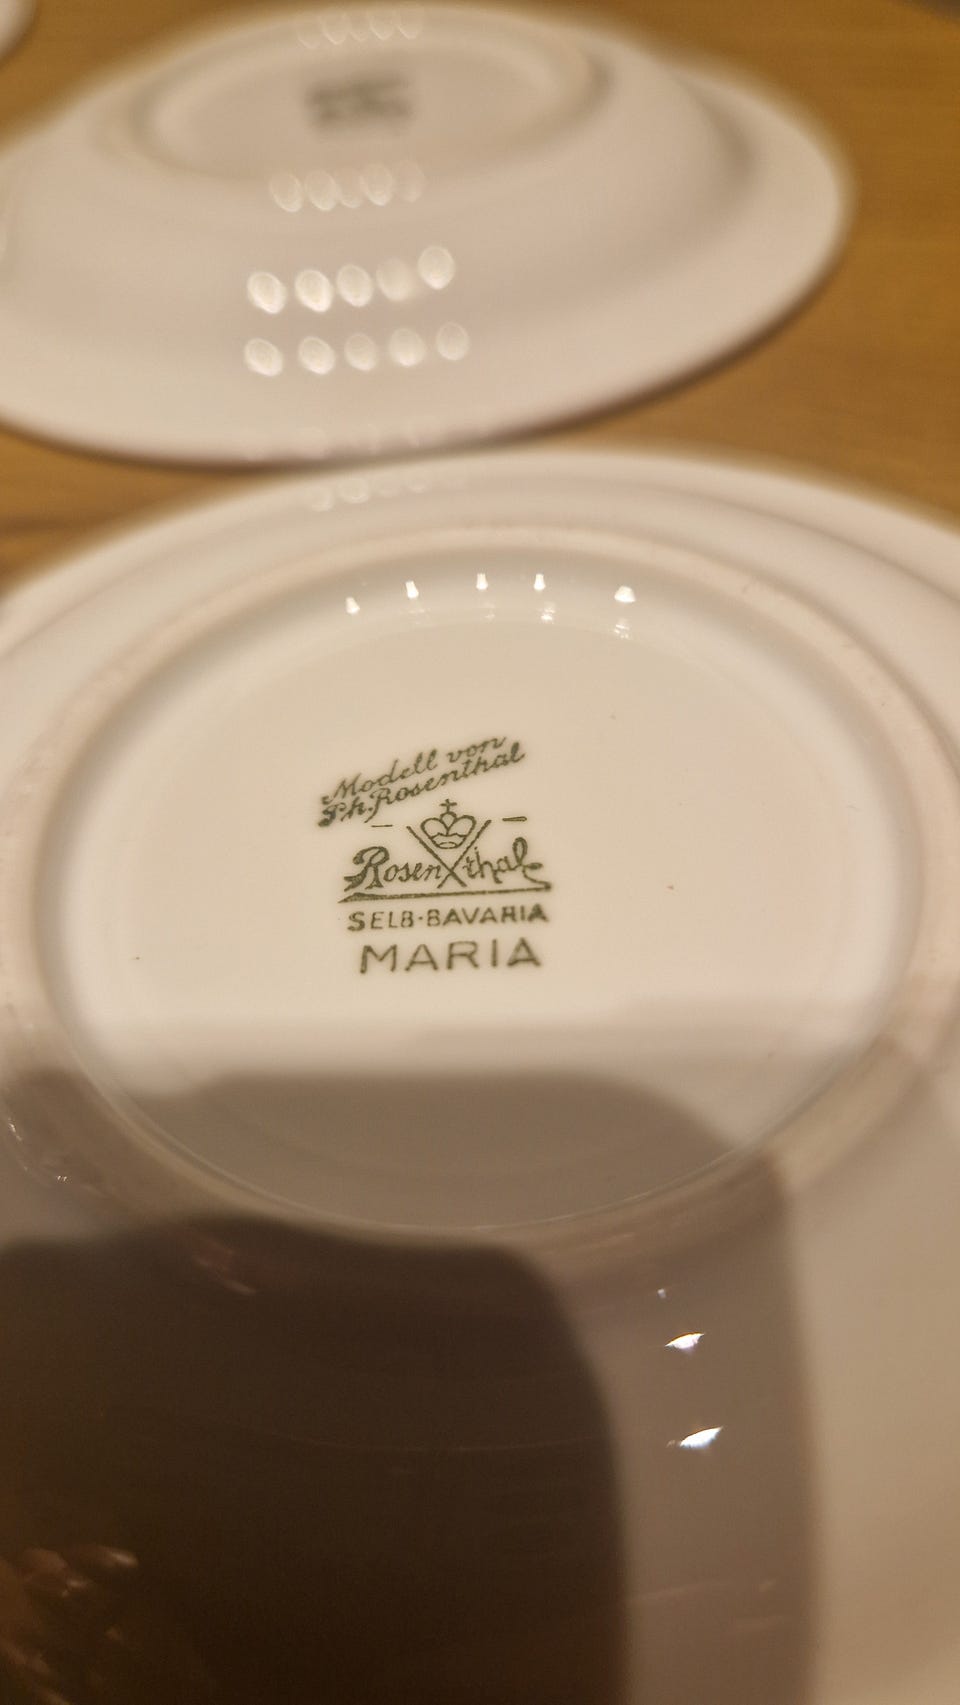 Modell von
Ph. Rosenthal
Rosenthal
SELB-BAVARIA
MARIA